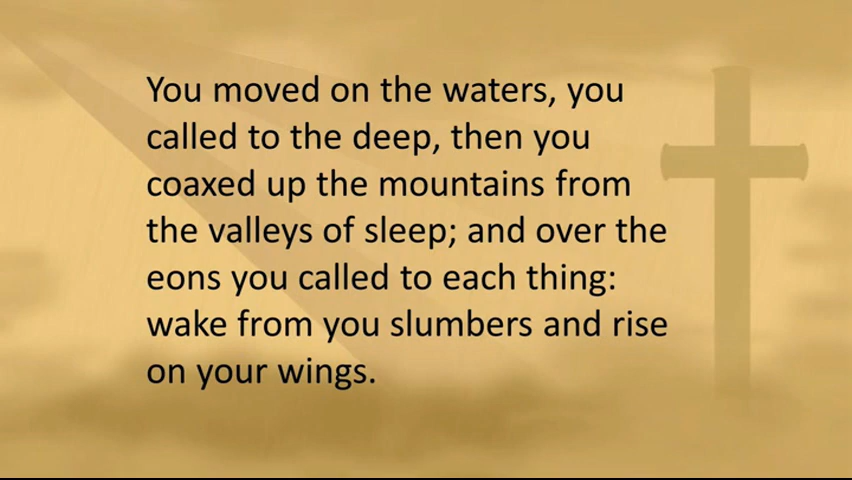 You moved on the waters, you
called to the deep, then you
coaxed up the mountains from
the valleys of sleep; and over the
eons you called to each thing:
wake from you slumbers and rise
on your wings.